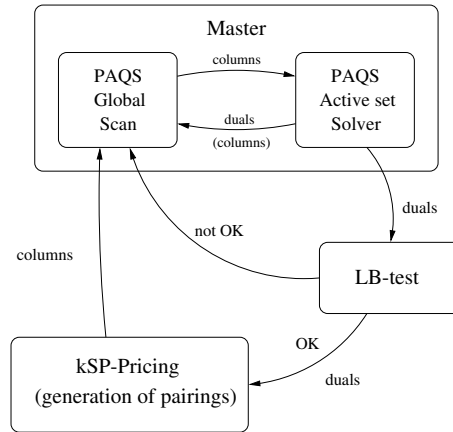 Master
PAQS
Global
Scan
columns
PAQS
Active set
Solver
duals
(columns)
duals
not OK
columns
LB-test
OK
duals
kSP-Pricing
(generation of pairings)